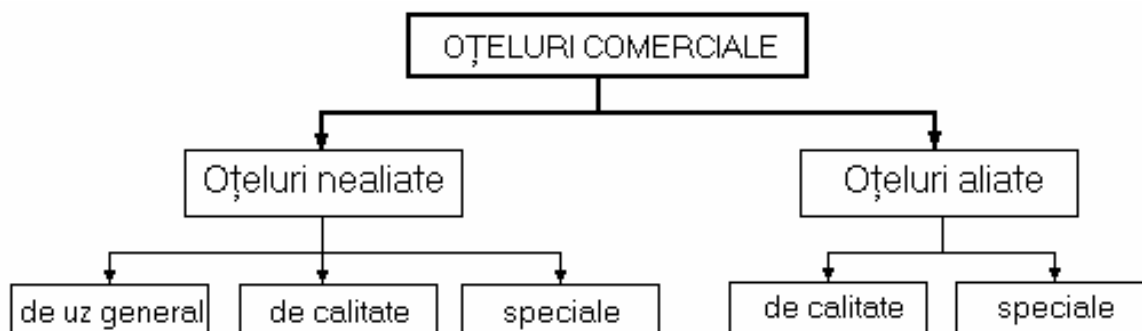 OȚELURI COMERCIALE
Oțeluri nealiate
Oțeluri aliate
de uz general
de calitate
speciale
de calitate
speciale